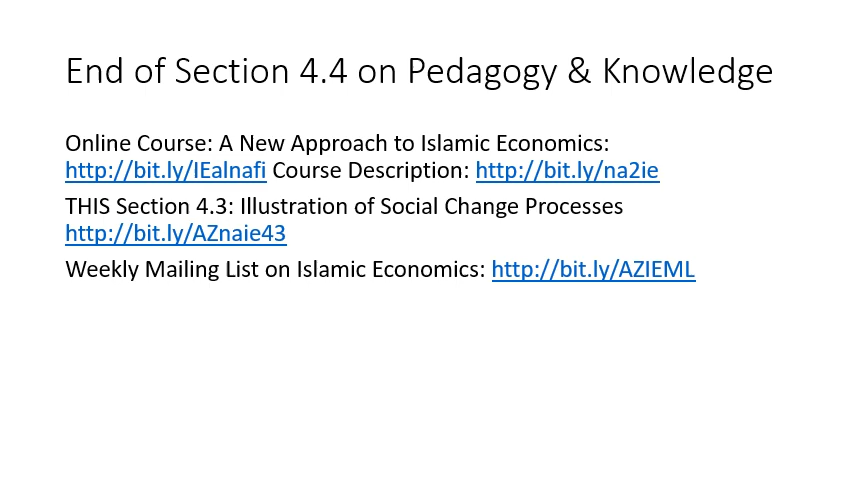 End of Section 4.4 on Pedagogy & Knowledge
Online Course: A New Approach to Islamic Economics:
http://bit.ly/IEalnafi Course Description: http://bit.ly/na2ie
THIS Section 4.3: Illustration of Social Change Processes
http://bit.ly/AZnaie43
Weekly Mailing List on Islamic Economics: http://bit.ly/AZIEML